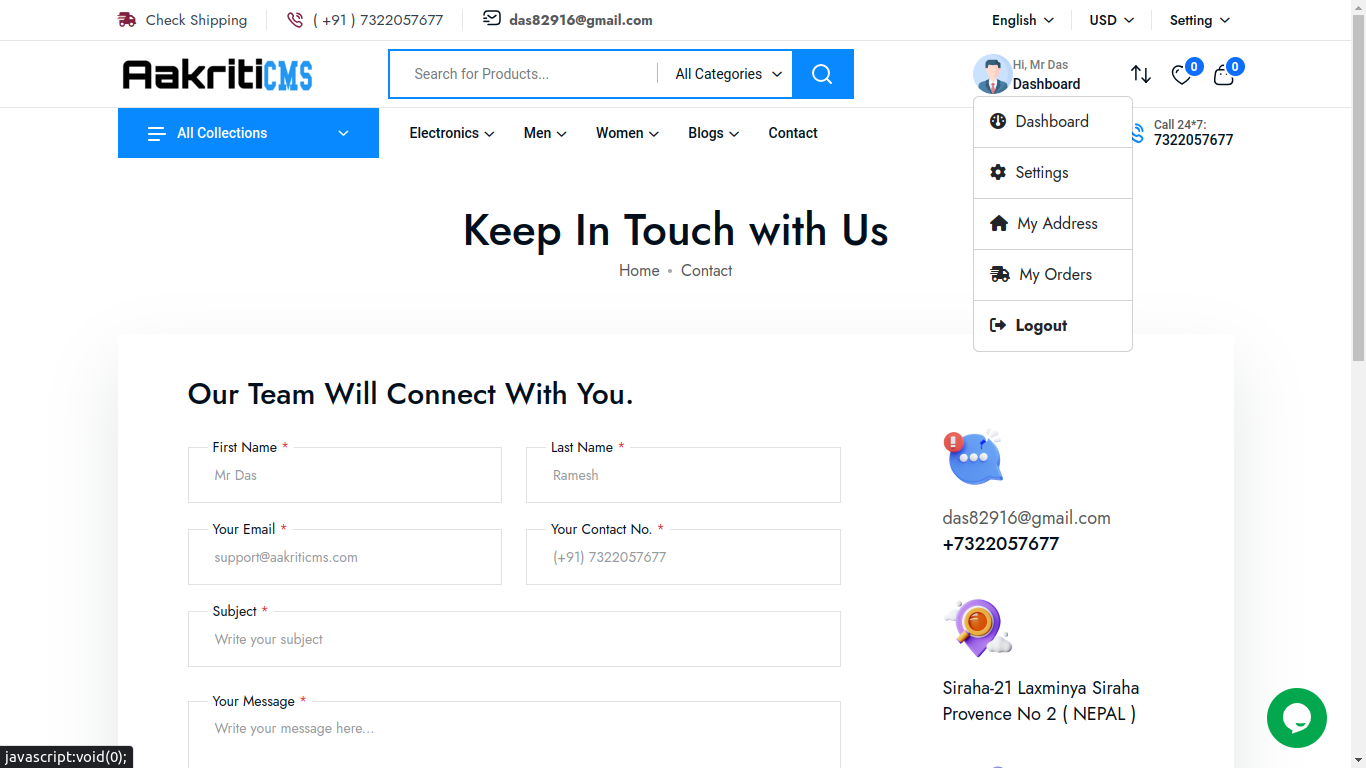 Check Shipping
( +91 ) 7322057677
das82916@gmail.com
English
USD
Setting
AakritiCMS
Search for Products...
All Categories
Hi, Mr Das
Dashboard
0
0
All Collections
Electronics
Men
Women
Blogs
Contact
Call 24*7:
7322057677
Dashboard
Settings
My Address
My Orders
Logout
Keep In Touch with Us
Home • Contact
Our Team Will Connect With You.
First Name *
Mr Das
Last Name *
Ramesh
Your Email *
support@aakriticms.com
Your Contact No. *
(+91) 7322057677
Subject *
Write your subject
Your Message *
Write your message here...
das82916@gmail.com
+7322057677
Siraha-21 Laxminya Siraha
Provence No 2 ( NEPAL )
javascript:void(0);